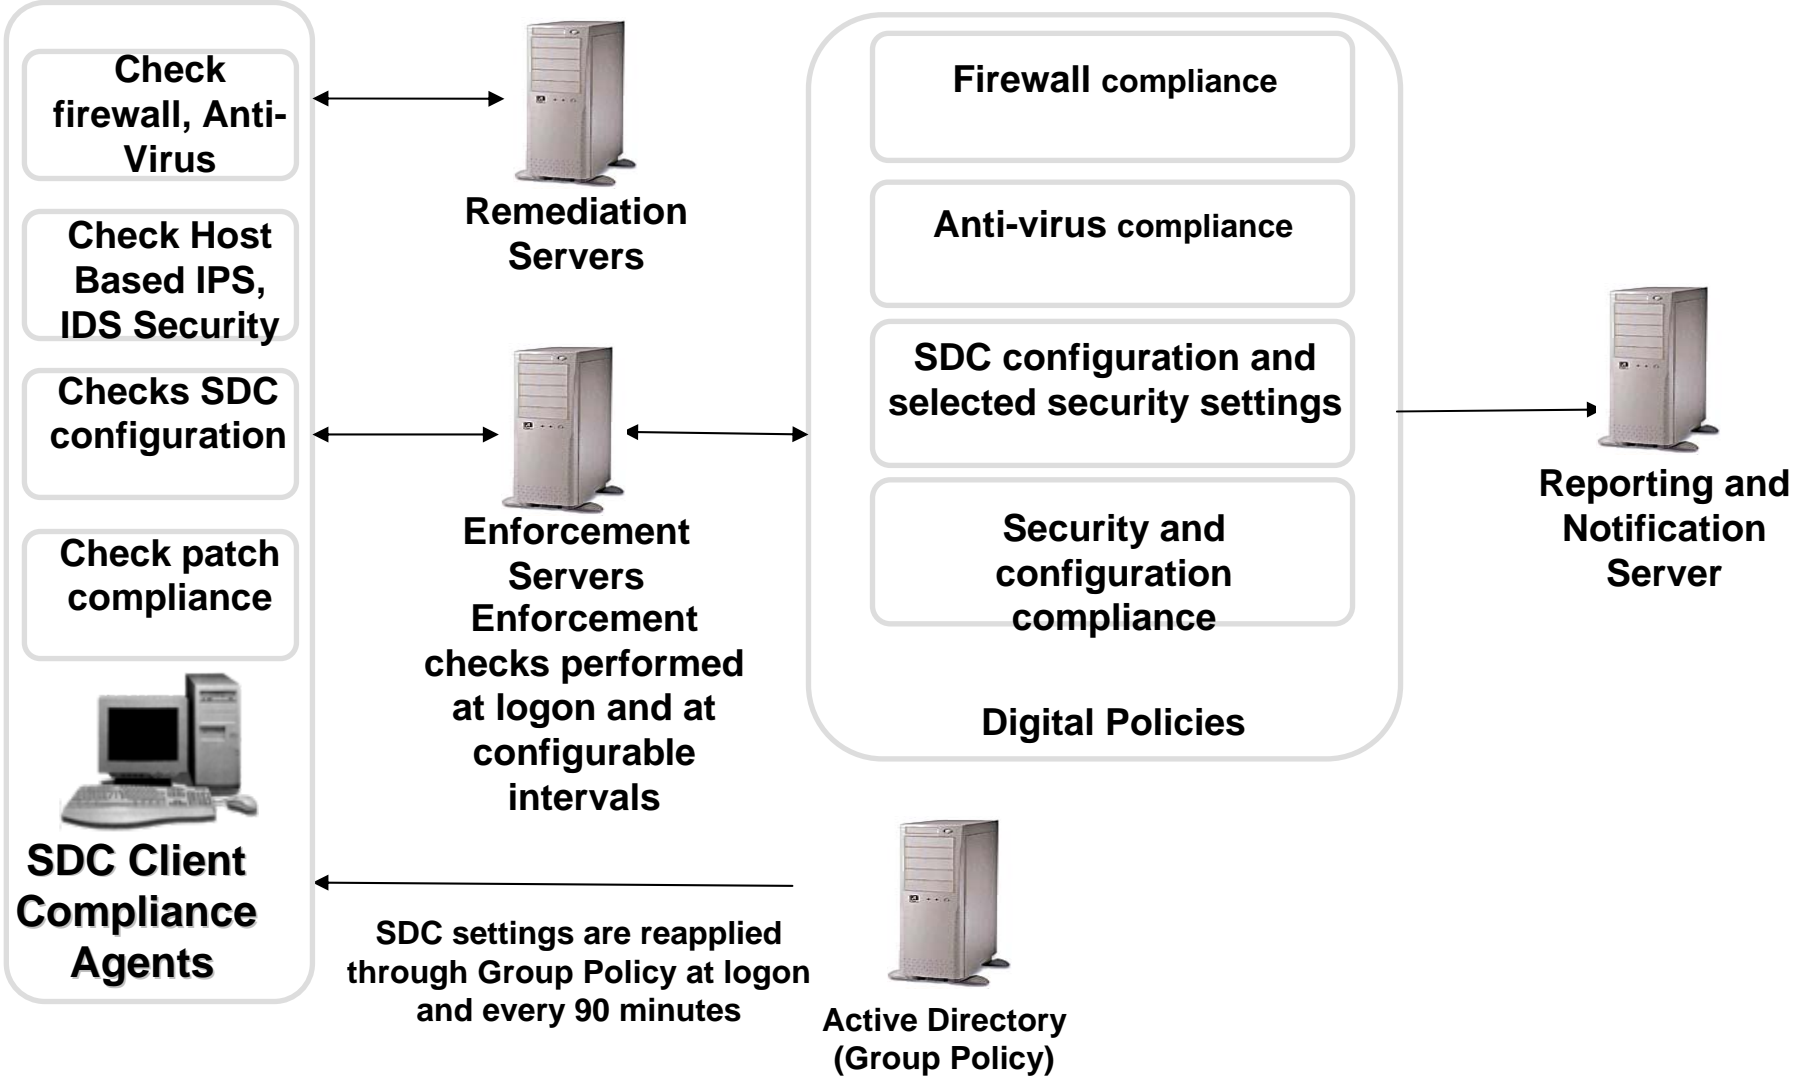 Check
firewall, Anti-
Virus
Check Host
Based IPS,
IDS Security
Checks SDC
configuration
Check patch
compliance
SDC Client
Compliance
Agents
Remediation
Servers
Enforcement
Servers
Enforcement
checks performed
at logon and at
configurable
intervals
SDC settings are reapplied
through Group Policy at logon
and every 90 minutes
Firewall compliance
Anti-virus compliance
SDC configuration and
selected security settings
Security and
configuration
compliance
Digital Policies
Active Directory
(Group Policy)
Reporting and
Notification
Server